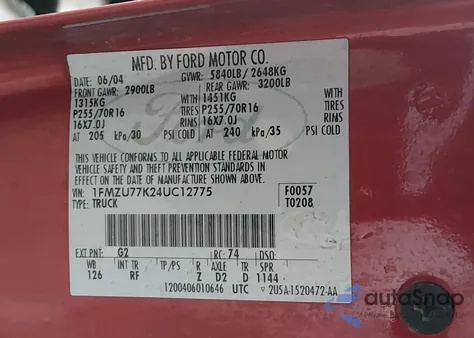 MFD. BY FORD MOTOR CO.
DATE: 06/04 GVWR: 5840LB/ 2648KG
FRONT GAWR: 2900LB REAR GAWR: 3200LB
1315KG WITH 1451KG WITH
P255/70R16 TIRES P255/70R16 TIRES
16X7.0J RIMS 16X7.0J RIMS
AT 205 kPa/30 PSI COLD AT 240 kPa/35 PSI COLD
THIS VEHICLE CONFORMS TO ALL APPLICABLE FEDERAL MOTOR
VEHICLE SAFETY AND THEFT PREVENTION STANDARDS IN
EFFECT ON THE DATE OF MANUFACTURE SHOWN ABOVE.
VIN: 1FMZU77K24UC12775 F0057
TYPE: TRUCK T0208
EXT PNT: G2 RC: 74 DSO:
WB INT TR TP/PS R AXLE TR SPR
126 RF Z D2 D 1144
1200406010646 UTC 2U5A-1520472-AA
Ford
autoSnap